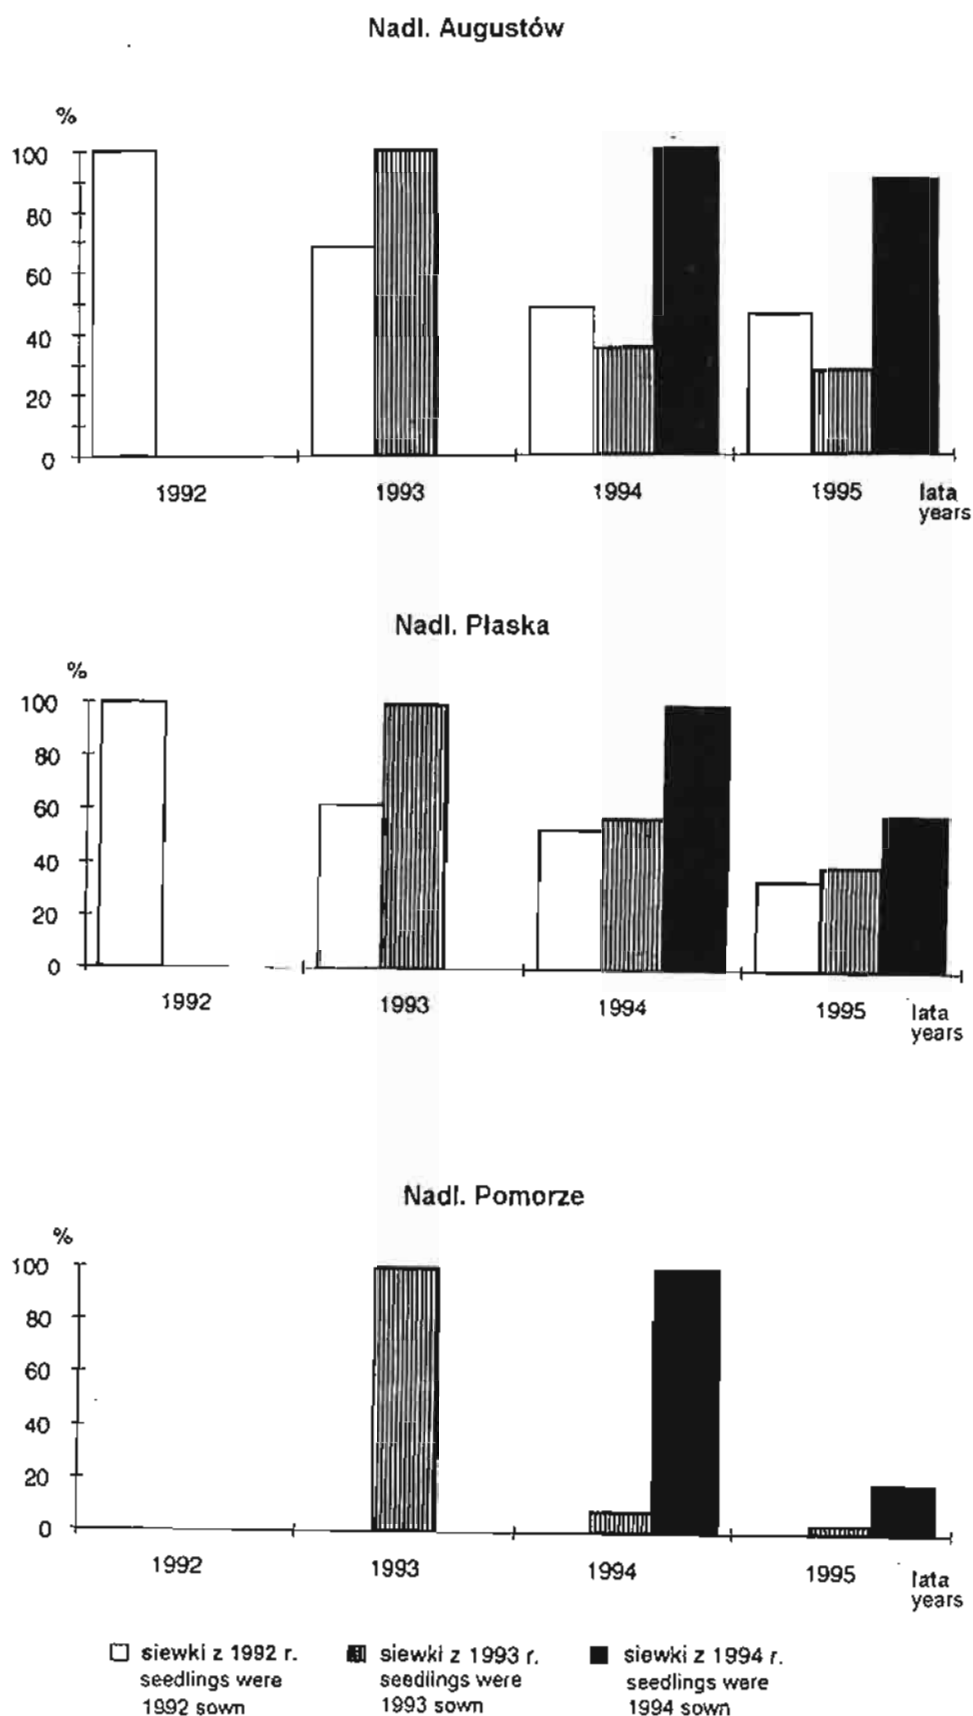 Nadl. Augustów
%
100
80
60
40
20
0
1992 1993 1994 1995 lata
years
Nadl. Płaska
%
100
80
60
40
20
0
1992 1993 1994 1995 lata
years
Nadl. Pomorze
%
100
80
60
40
20
0
1992 1993 1994 1995 lata
years
siewki z 1992 r. siewki z 1993 r. siewki z 1994 r.
seedlings were seedlings were seedlings were
1992 sown 1993 sown 1994 sown